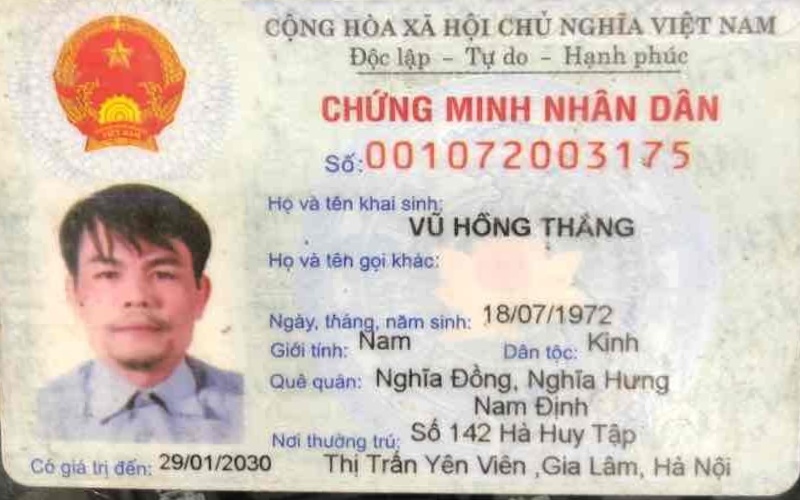 CỘNG HÒA XÃ HỘI CHỦ NGHĨA VIỆT NAM
Độc lập - Tự do - Hạnh phúc
CHỨNG MINH NHÂN DÂN
Số: 001072003175
Họ và tên khai sinh:
VŨ HỒNG THẮNG
Họ và tên gọi khác:
Ngày, tháng, năm sinh: 18/07/1972
Giới tính: Nam Dân tộc: Kinh
Quê quán: Nghĩa Đồng, Nghĩa Hưng
Nam Định
Nơi thường trú: Số 142 Hà Huy Tập
Thị Trấn Yên Viên ,Gia Lâm, Hà Nội
Có giá trị đến: 29/01/2030
VIỆT NAM